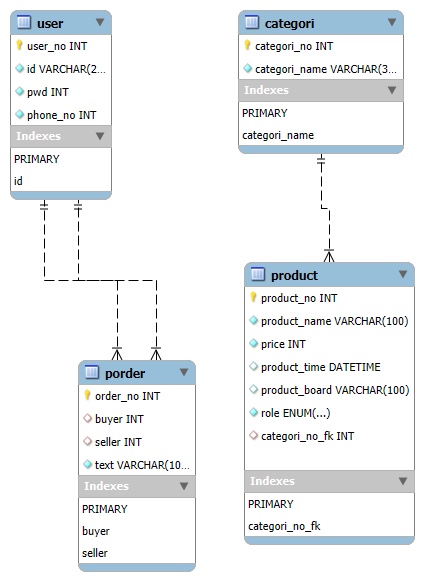 user
user_no INT
id VARCHAR(2...
pwd INT
phone_no INT
Indexes
PRIMARY
id
categori
categori_no INT
categori_name VARCHAR(3...
Indexes
PRIMARY
categori_name
porder
order_no INT
buyer INT
seller INT
text VARCHAR(10...
Indexes
PRIMARY
buyer
seller
product
product_no INT
product_name VARCHAR(100)
price INT
product_time DATETIME
product_board VARCHAR(100)
role ENUM(...)
categori_no_fk INT
Indexes
PRIMARY
categori_no_fk